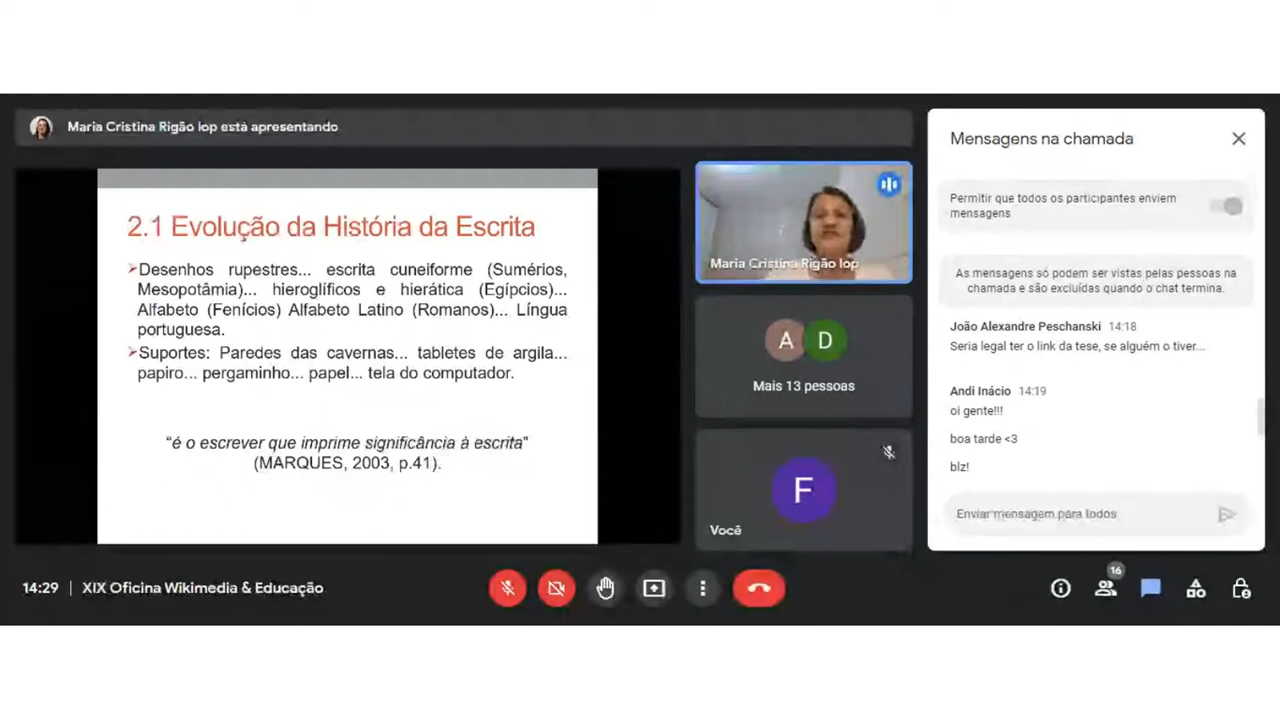 Maria Cristina Rigão Iop está apresentando
2.1 Evolução da História da Escrita
➢Desenhos rupestres... escrita cuneiforme (Sumérios,
Mesopotâmia)... hieroglíficos e hierática (Egípcios)...
Alfabeto (Fenícios) Alfabeto Latino (Romanos)... Língua
portuguesa.
➢Suportes: Paredes das cavernas... tabletes de argila...
papiro... pergaminho... papel... tela do computador.
“é o escrever que imprime significância à escrita”
(MARQUES, 2003, p.41).
Maria Cristina Rigão Iop
A D
Mais 13 pessoas
F
Você
Mensagens na chamada
Permitir que todos os participantes enviem
mensagens
As mensagens só podem ser vistas pelas pessoas na
chamada e são excluídas quando o chat termina.
João Alexandre Peschanski 14:18
Seria legal ter o link da tese, se alguém o tiver...
Andi Inácio 14:19
oi gente!!!
boa tarde <3
blz!
Enviar mensagem para todos
14:29 | XIX Oficina Wikimedia & Educação
16